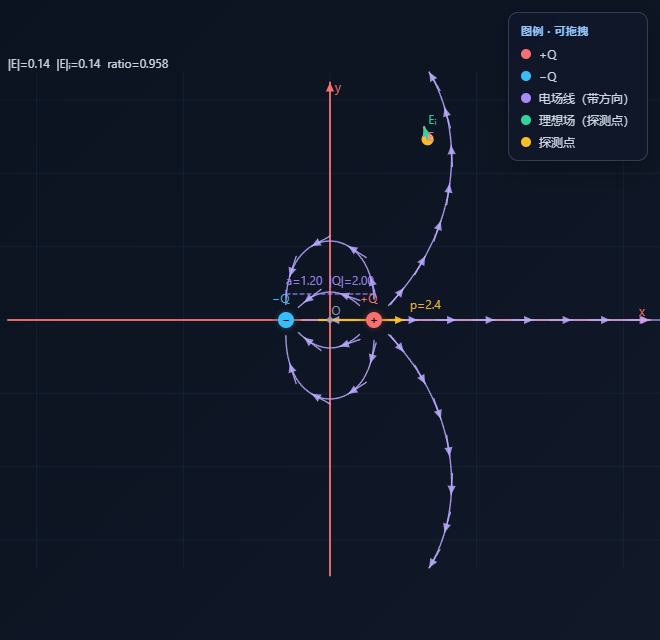 图例 · 可拖拽
+Q
−Q
电场线（带方向）
理想场（探测点）
探测点
|E|=0.14 |Eᵢ|=0.14 ratio=0.958
y
Eᵢ
E
a=1.20 |Q|=2.00
−Q
+Q
p=2.4
O
x
−
+